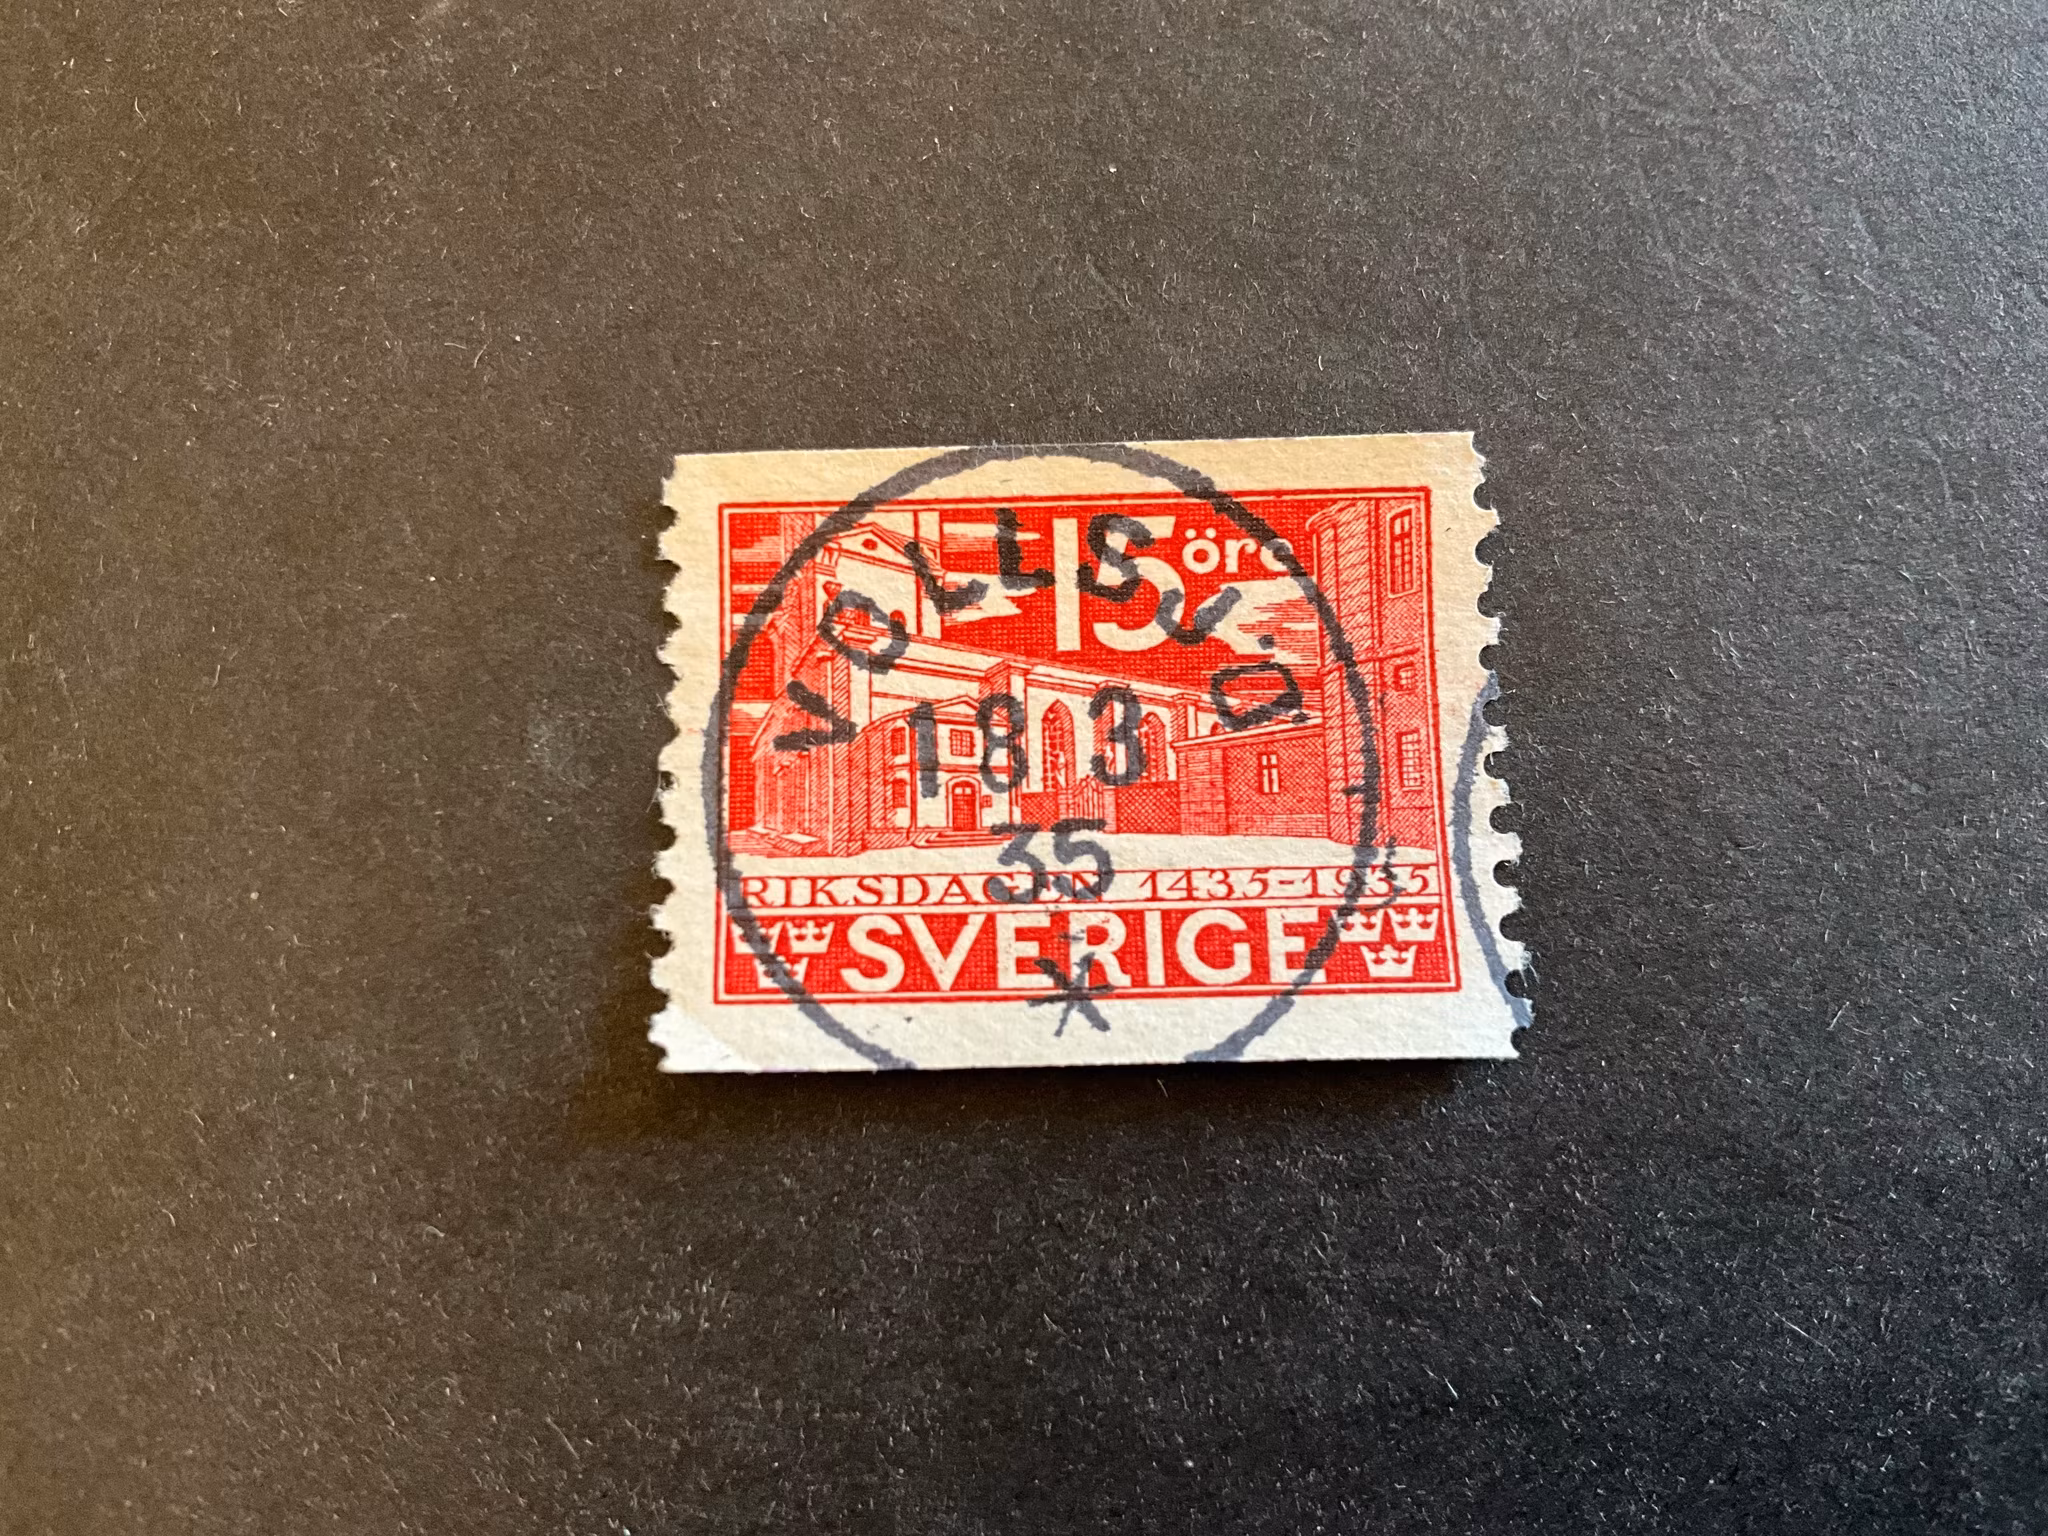 15 öre
VOLLSJÖ
18 3
35
RIKSDAGEN 1435-1935
SVERIGE